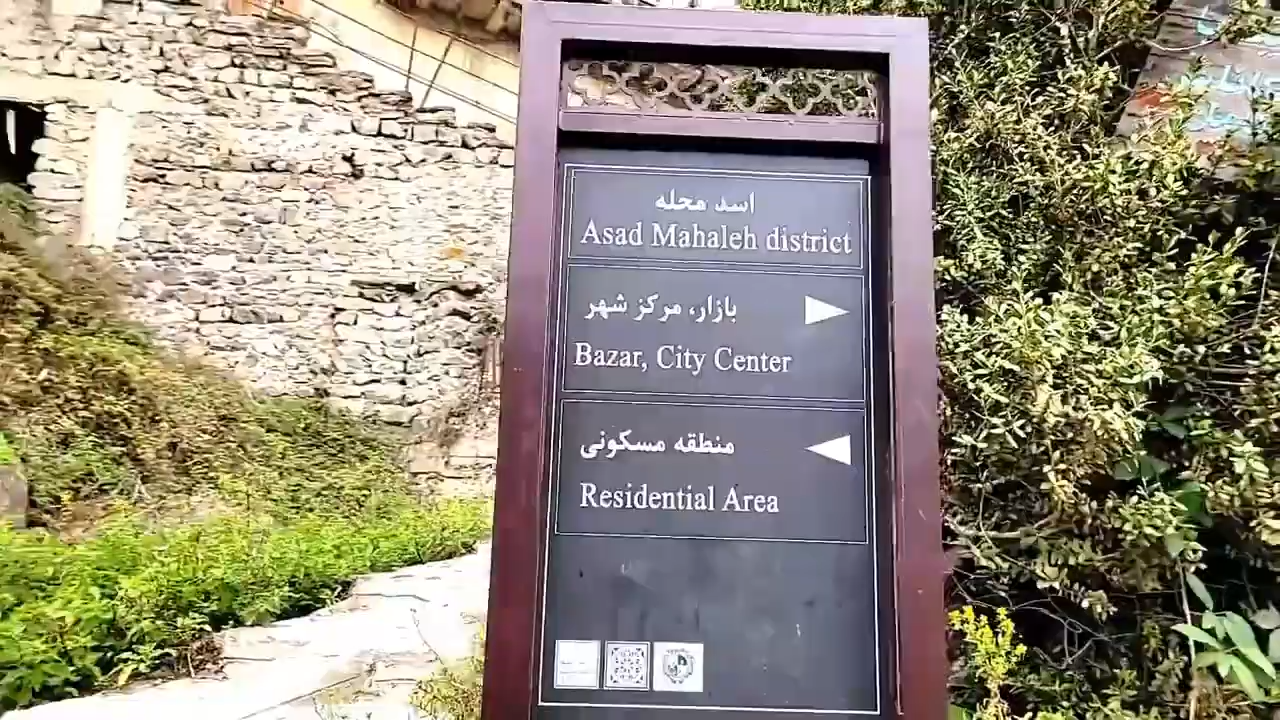 اسد محله
Asad Mahaleh district
بازار، مرکز شهر
Bazar, City Center
منطقه مسکونی
Residential Area